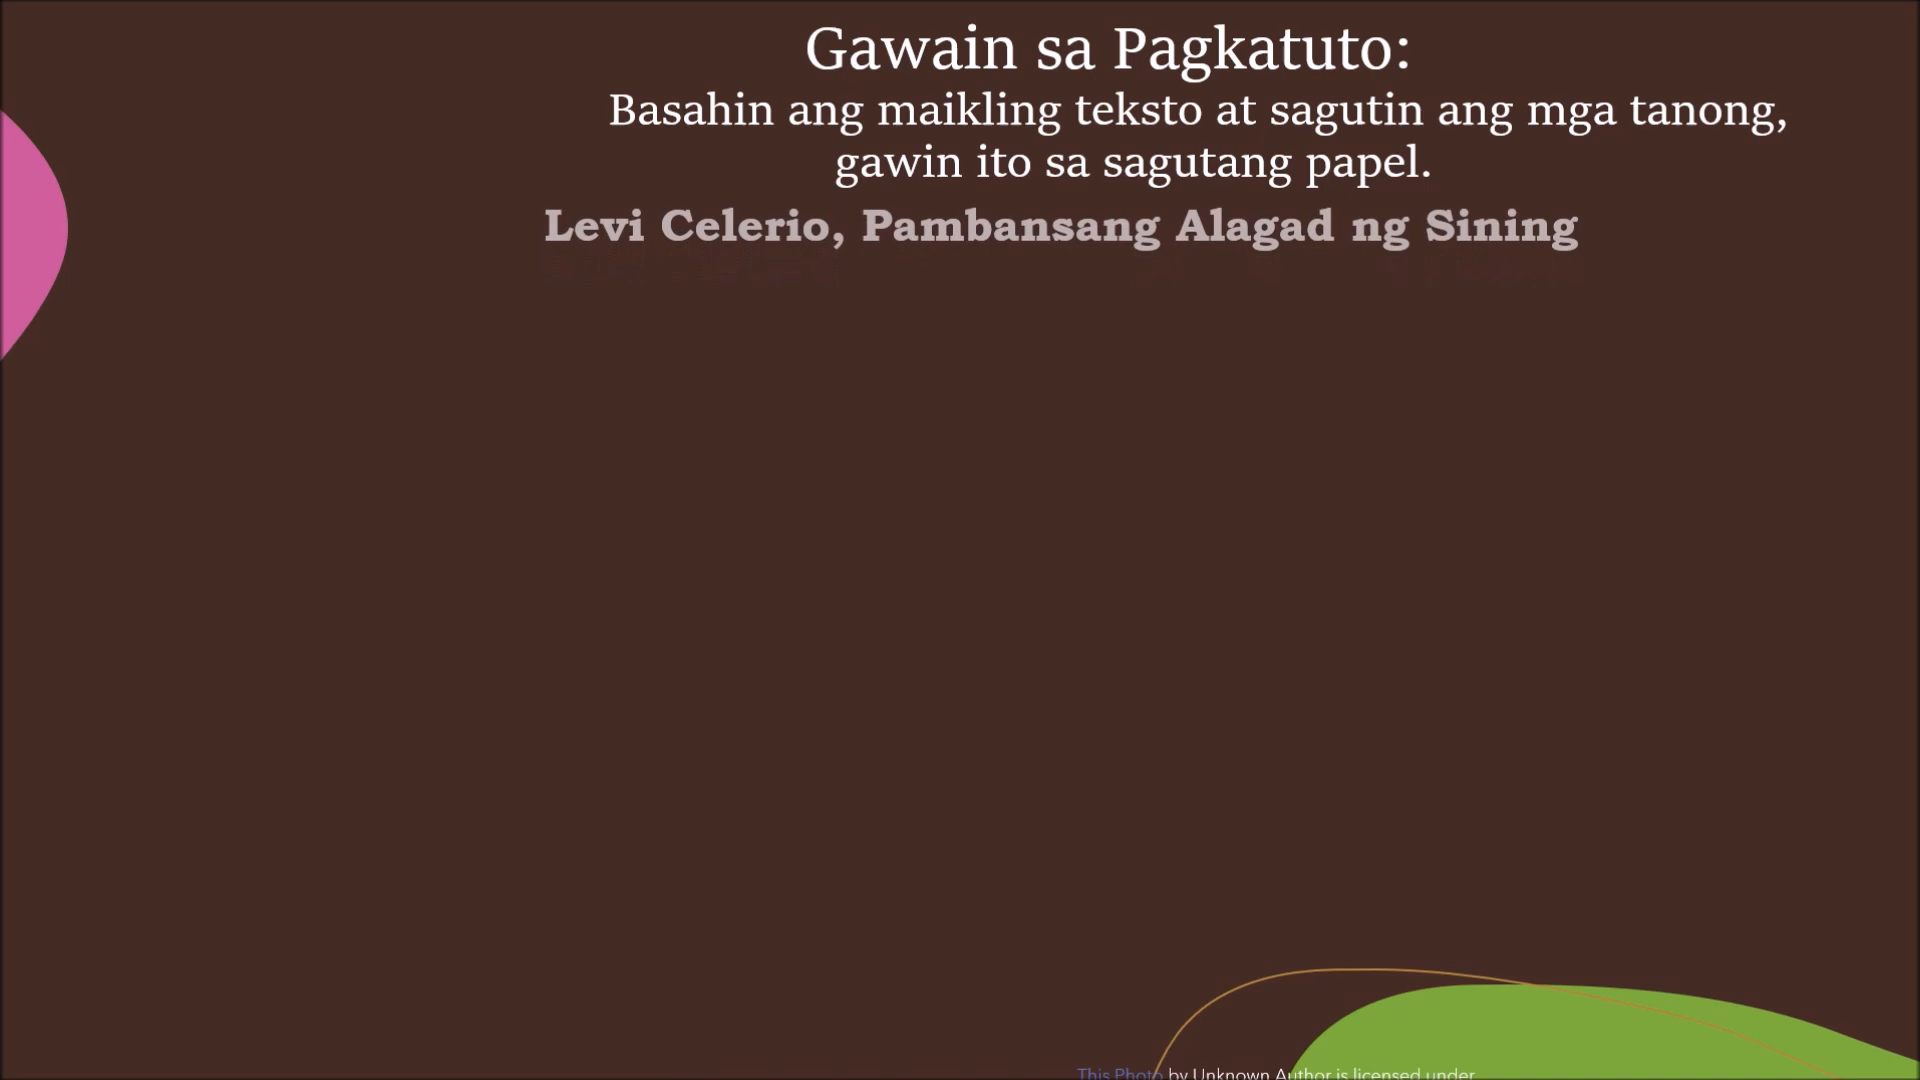 Gawain sa Pagkatuto:
Basahin ang maikling teksto at sagutin ang mga tanong,
gawin ito sa sagutang papel.
Levi Celerio, Pambansang Alagad ng Sining
This Photo by Unknown Author is licensed under